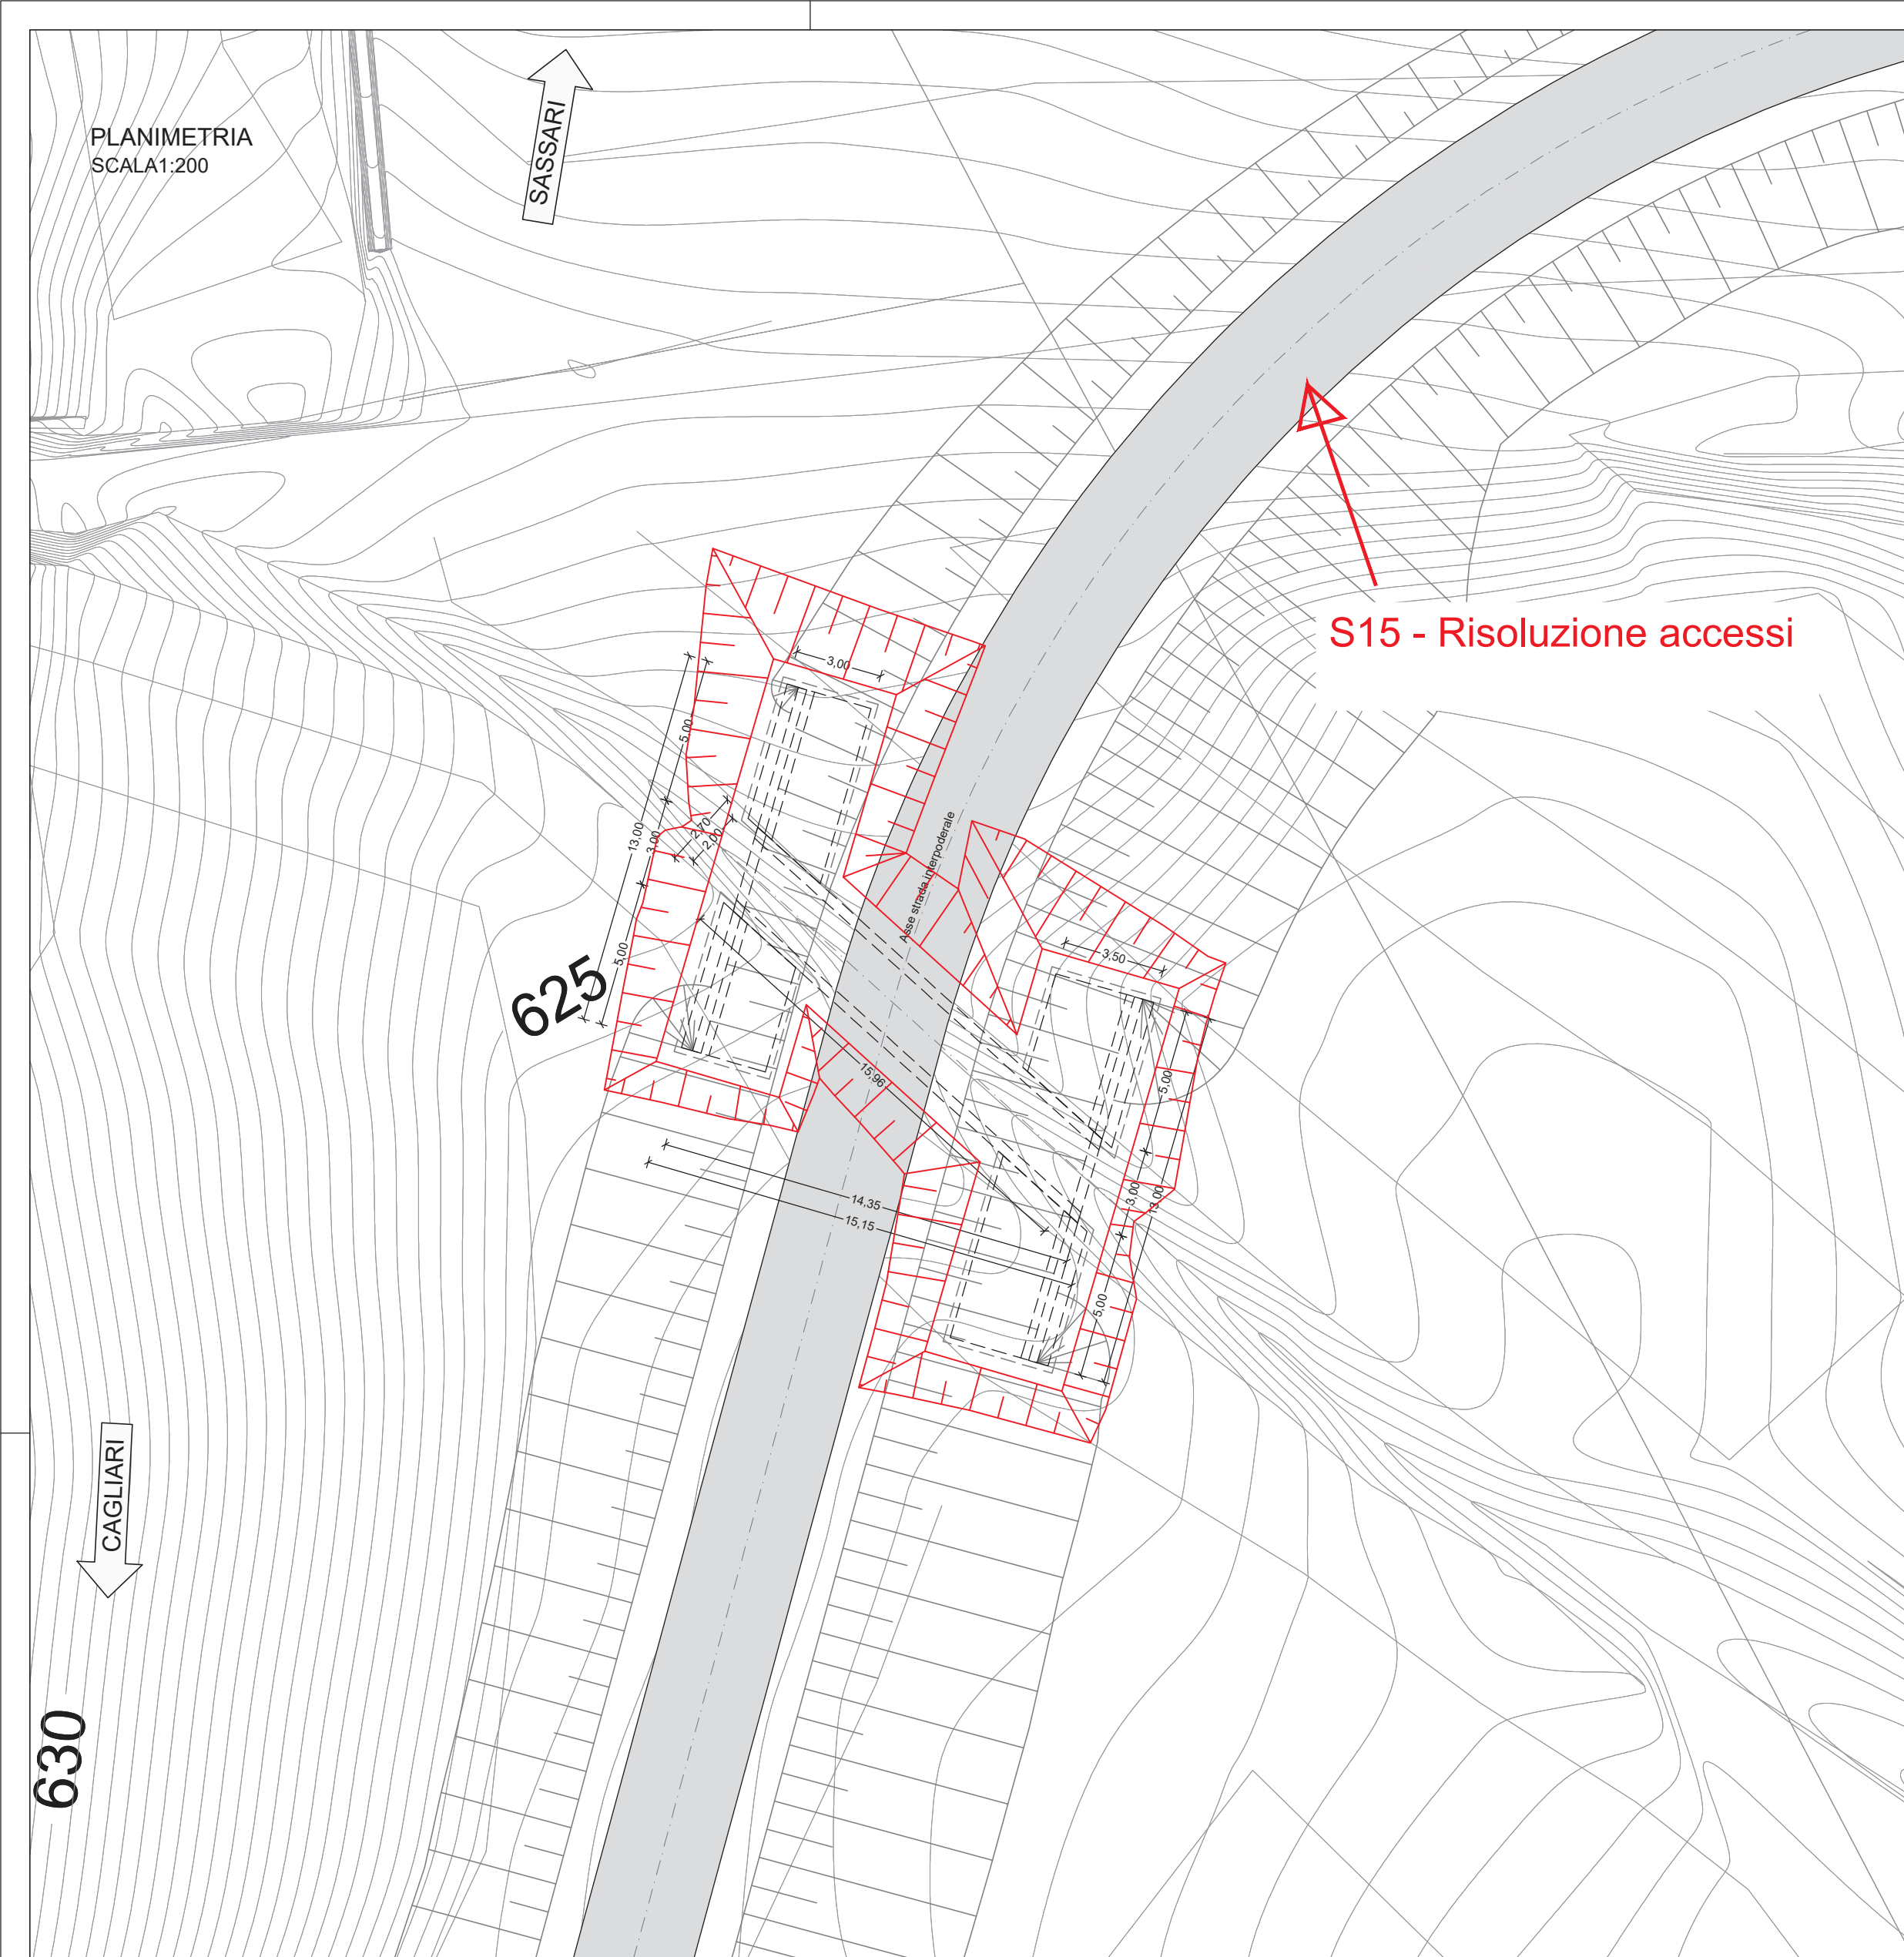 PLANIMETRIA
SCALA1:200
SASSARI
S15 - Risoluzione accessi
3,00
5,00
13,00
3,00
2,70
2,00
5,00
Asse strada interpoderale
625
3,50
5,00
15,96
3,00
13,00
14,35
15,15
5,00
CAGLIARI
630